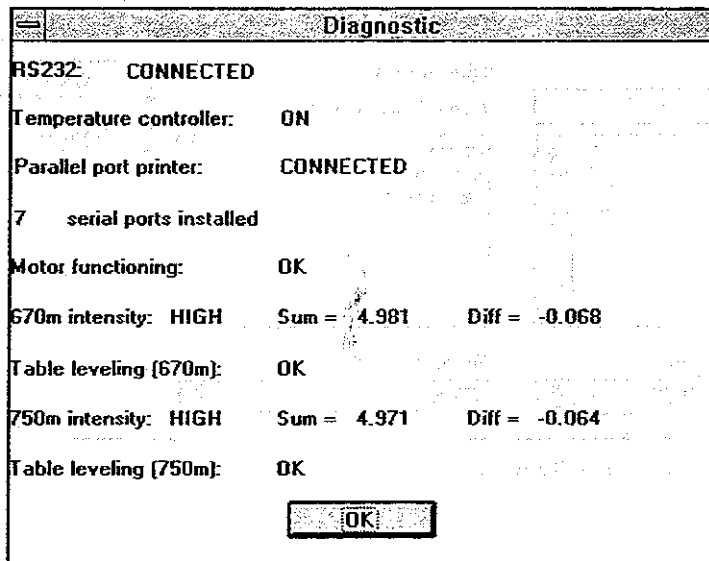 Diagnostic
RS232: CONNECTED
Temperature controller: ON
Parallel port printer: CONNECTED
7 serial ports installed
Motor functioning: OK
670m intensity: HIGH Sum = 4.981 Diff = -0.068
Table leveling (670m): OK
750m intensity: HIGH Sum = 4.971 Diff = -0.064
Table leveling (750m): OK
OK